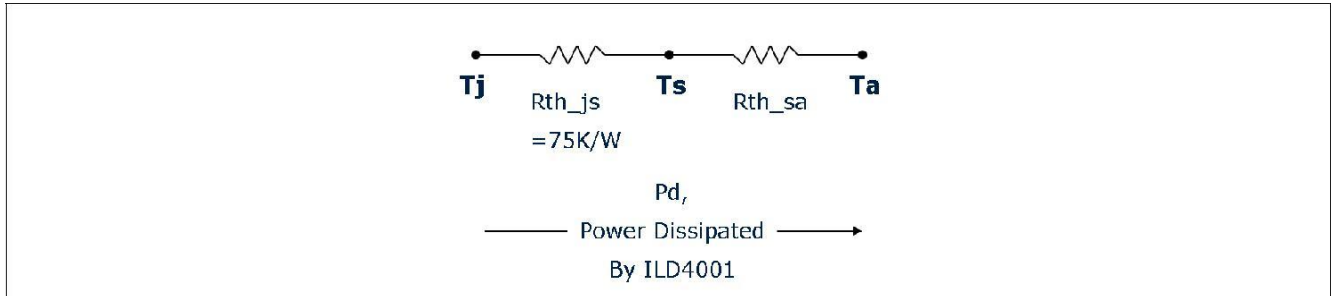 Tj Ts Ta
Rth_js Rth_sa
=75K/W
Pd,
Power Dissipated
By ILD4001